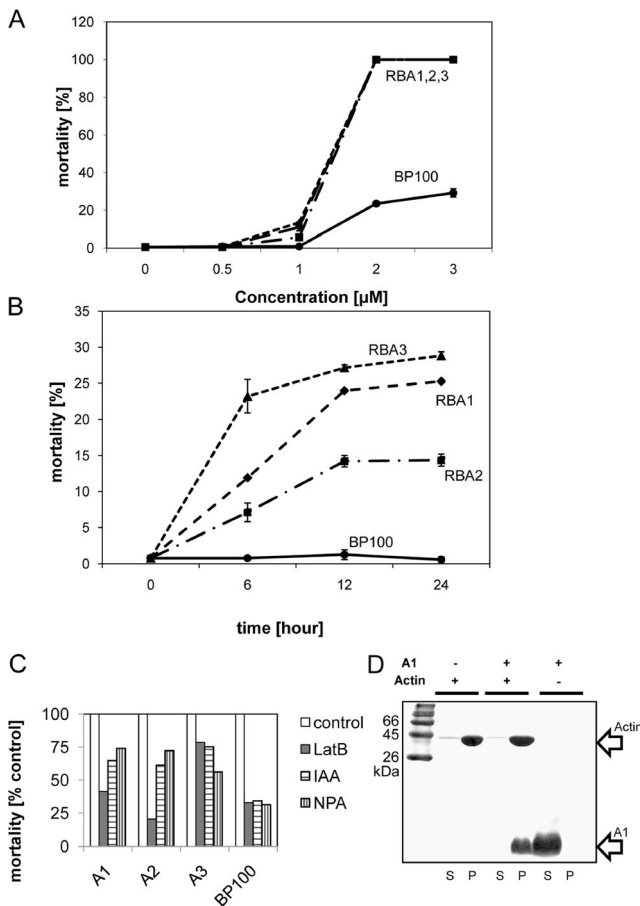 A
mortality [%]
120
100
80
60
40
20
0
RBA1,2,3
BP100
0 0.5 1 2 3
Concentration [µM]
B
mortality [%]
35
30
25
20
15
10
5
0
RBA3
RBA1
RBA2
BP100
0 6 12 24
time [hour]
C
mortality [% control]
100
75
50
25
0
A1 A2 A3 BP100
control
LatB
IAA
NPA
D
A1 - + +
Actin + + -
66
45
26
kDa
Actin
A1
S P S P S P